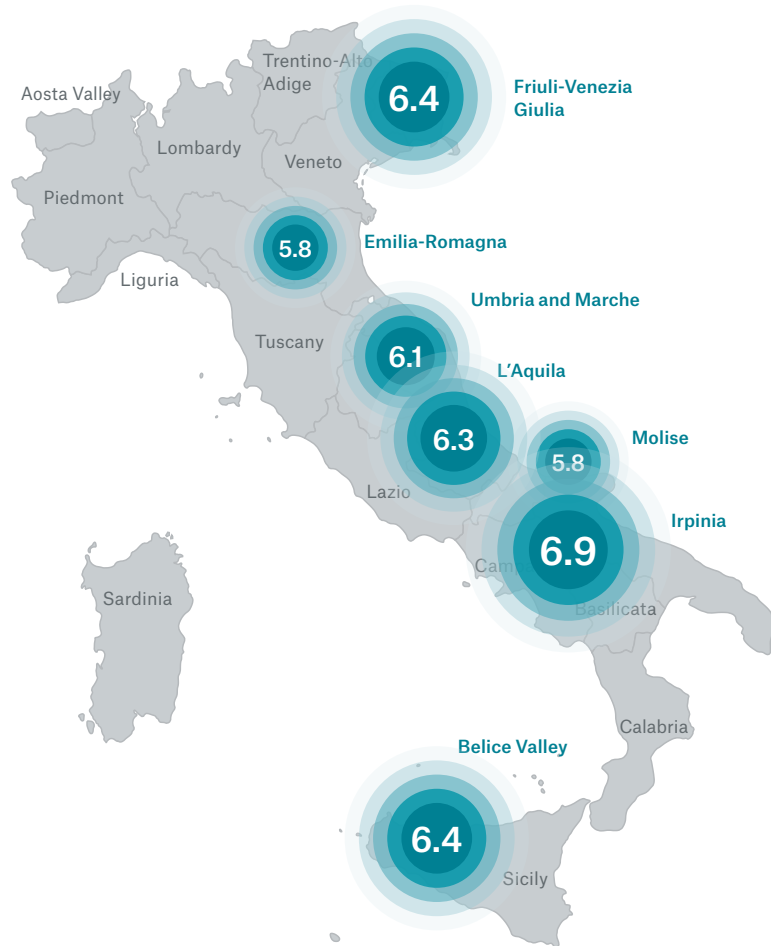 Trentino-Alto
Adige
6.4
Friuli-Venezia
Giulia
Aosta Valley
Lombardy
Veneto
Piedmont
5.8
Emilia-Romagna
Liguria
Umbria and Marche
Tuscany
6.1
L'Aquila
6.3
Molise
5.8
Lazio
Irpinia
6.9
Cam
Basilicata
Sardinia
Calabria
Belice Valley
6.4
Sicily